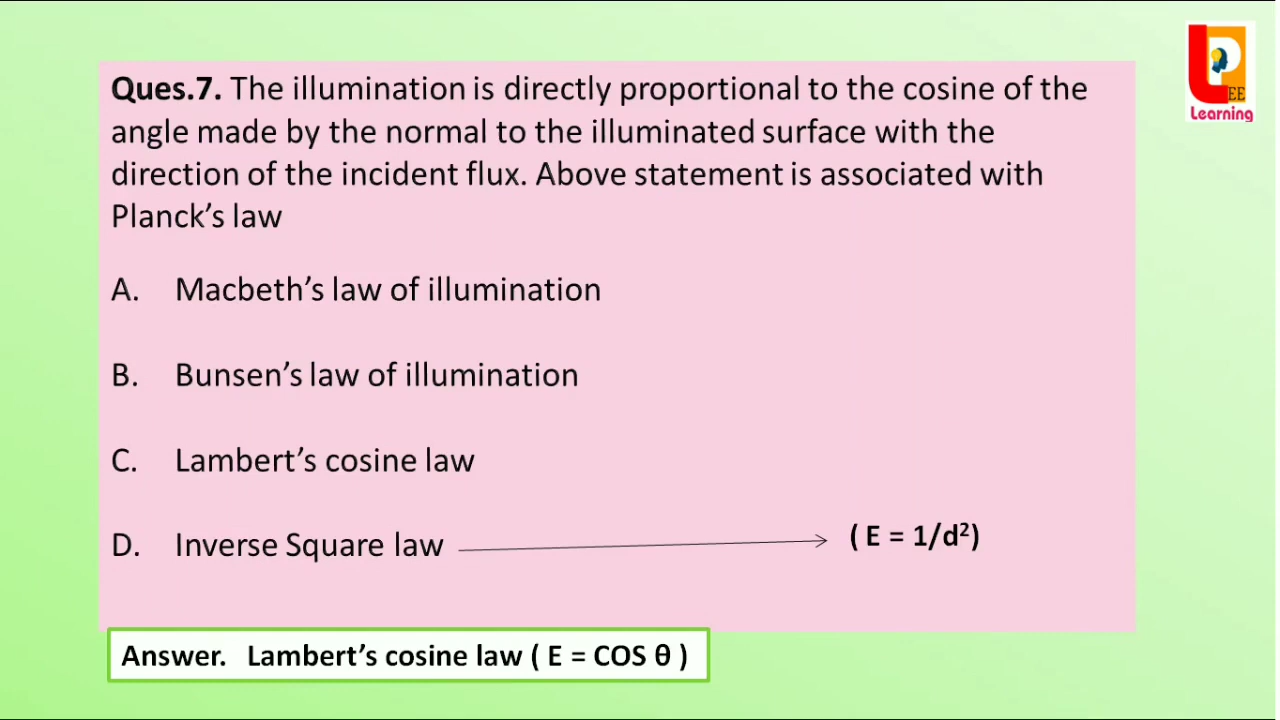 LP
EE
Learning
Ques.7. The illumination is directly proportional to the cosine of the
angle made by the normal to the illuminated surface with the
direction of the incident flux. Above statement is associated with
Planck’s law
A. Macbeth’s law of illumination
B. Bunsen’s law of illumination
C. Lambert’s cosine law
D. Inverse Square law ( E = 1/d²)
Answer. Lambert’s cosine law ( E = COS θ )